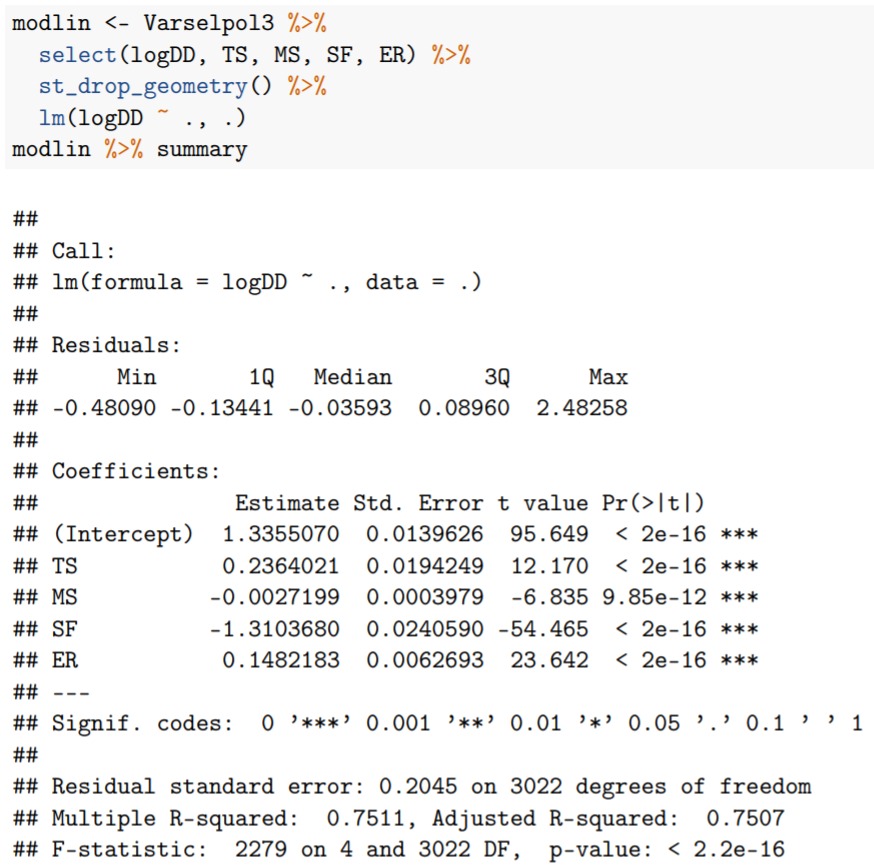 modlin <- Varselpol3 %>%
  select(logDD, TS, MS, SF, ER) %>%
  st_drop_geometry() %>%
  lm(logDD ~ ., .)
modlin %>% summary
##
## Call:
## lm(formula = logDD ~ ., data = .)
##
## Residuals:
##      Min       1Q   Median       3Q      Max
## -0.48090 -0.13441 -0.03593  0.08960  2.48258
##
## Coefficients:
##               Estimate Std. Error t value Pr(>|t|)
## (Intercept)  1.3355070  0.0139626  95.649  < 2e-16 ***
## TS           0.2364021  0.0194249  12.170  < 2e-16 ***
## MS          -0.0027199  0.0003979  -6.835 9.85e-12 ***
## SF          -1.3103680  0.0240590 -54.465  < 2e-16 ***
## ER           0.1482183  0.0062693  23.642  < 2e-16 ***
## ---
## Signif. codes:  0 ’***’ 0.001 ’**’ 0.01 ’*’ 0.05 ’.’ 0.1 ’ ’ 1
##
## Residual standard error: 0.2045 on 3022 degrees of freedom
## Multiple R-squared:  0.7511, Adjusted R-squared:  0.7507
## F-statistic:  2279 on 4 and 3022 DF,  p-value: < 2.2e-16